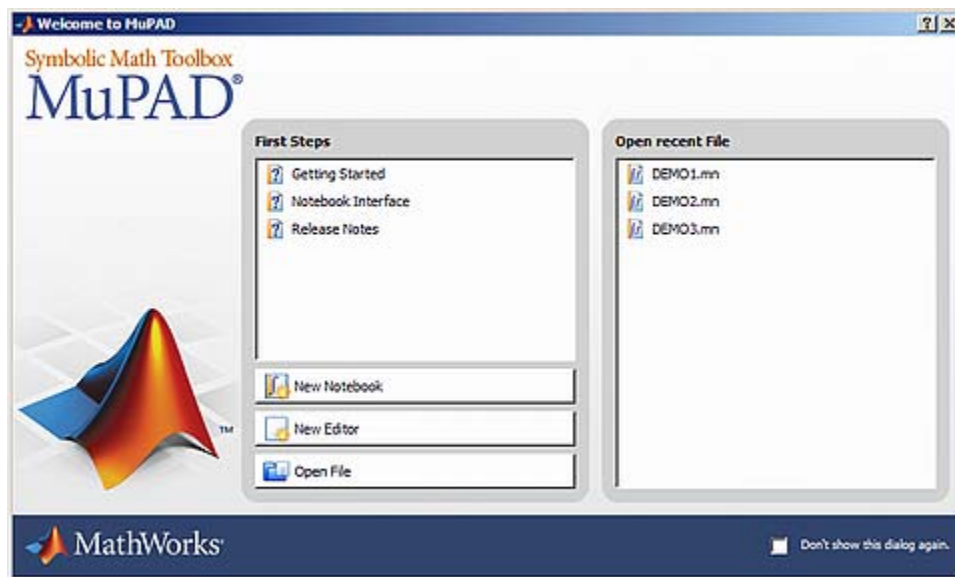 Welcome to MuPAD
Symbolic Math Toolbox
MuPAD®
First Steps
Getting Started
Notebook Interface
Release Notes
New Notebook
New Editor
Open File
Open recent File
DEMO1.mn
DEMO2.mn
DEMO3.mn
TM
MathWorks
Don't show this dialog again.